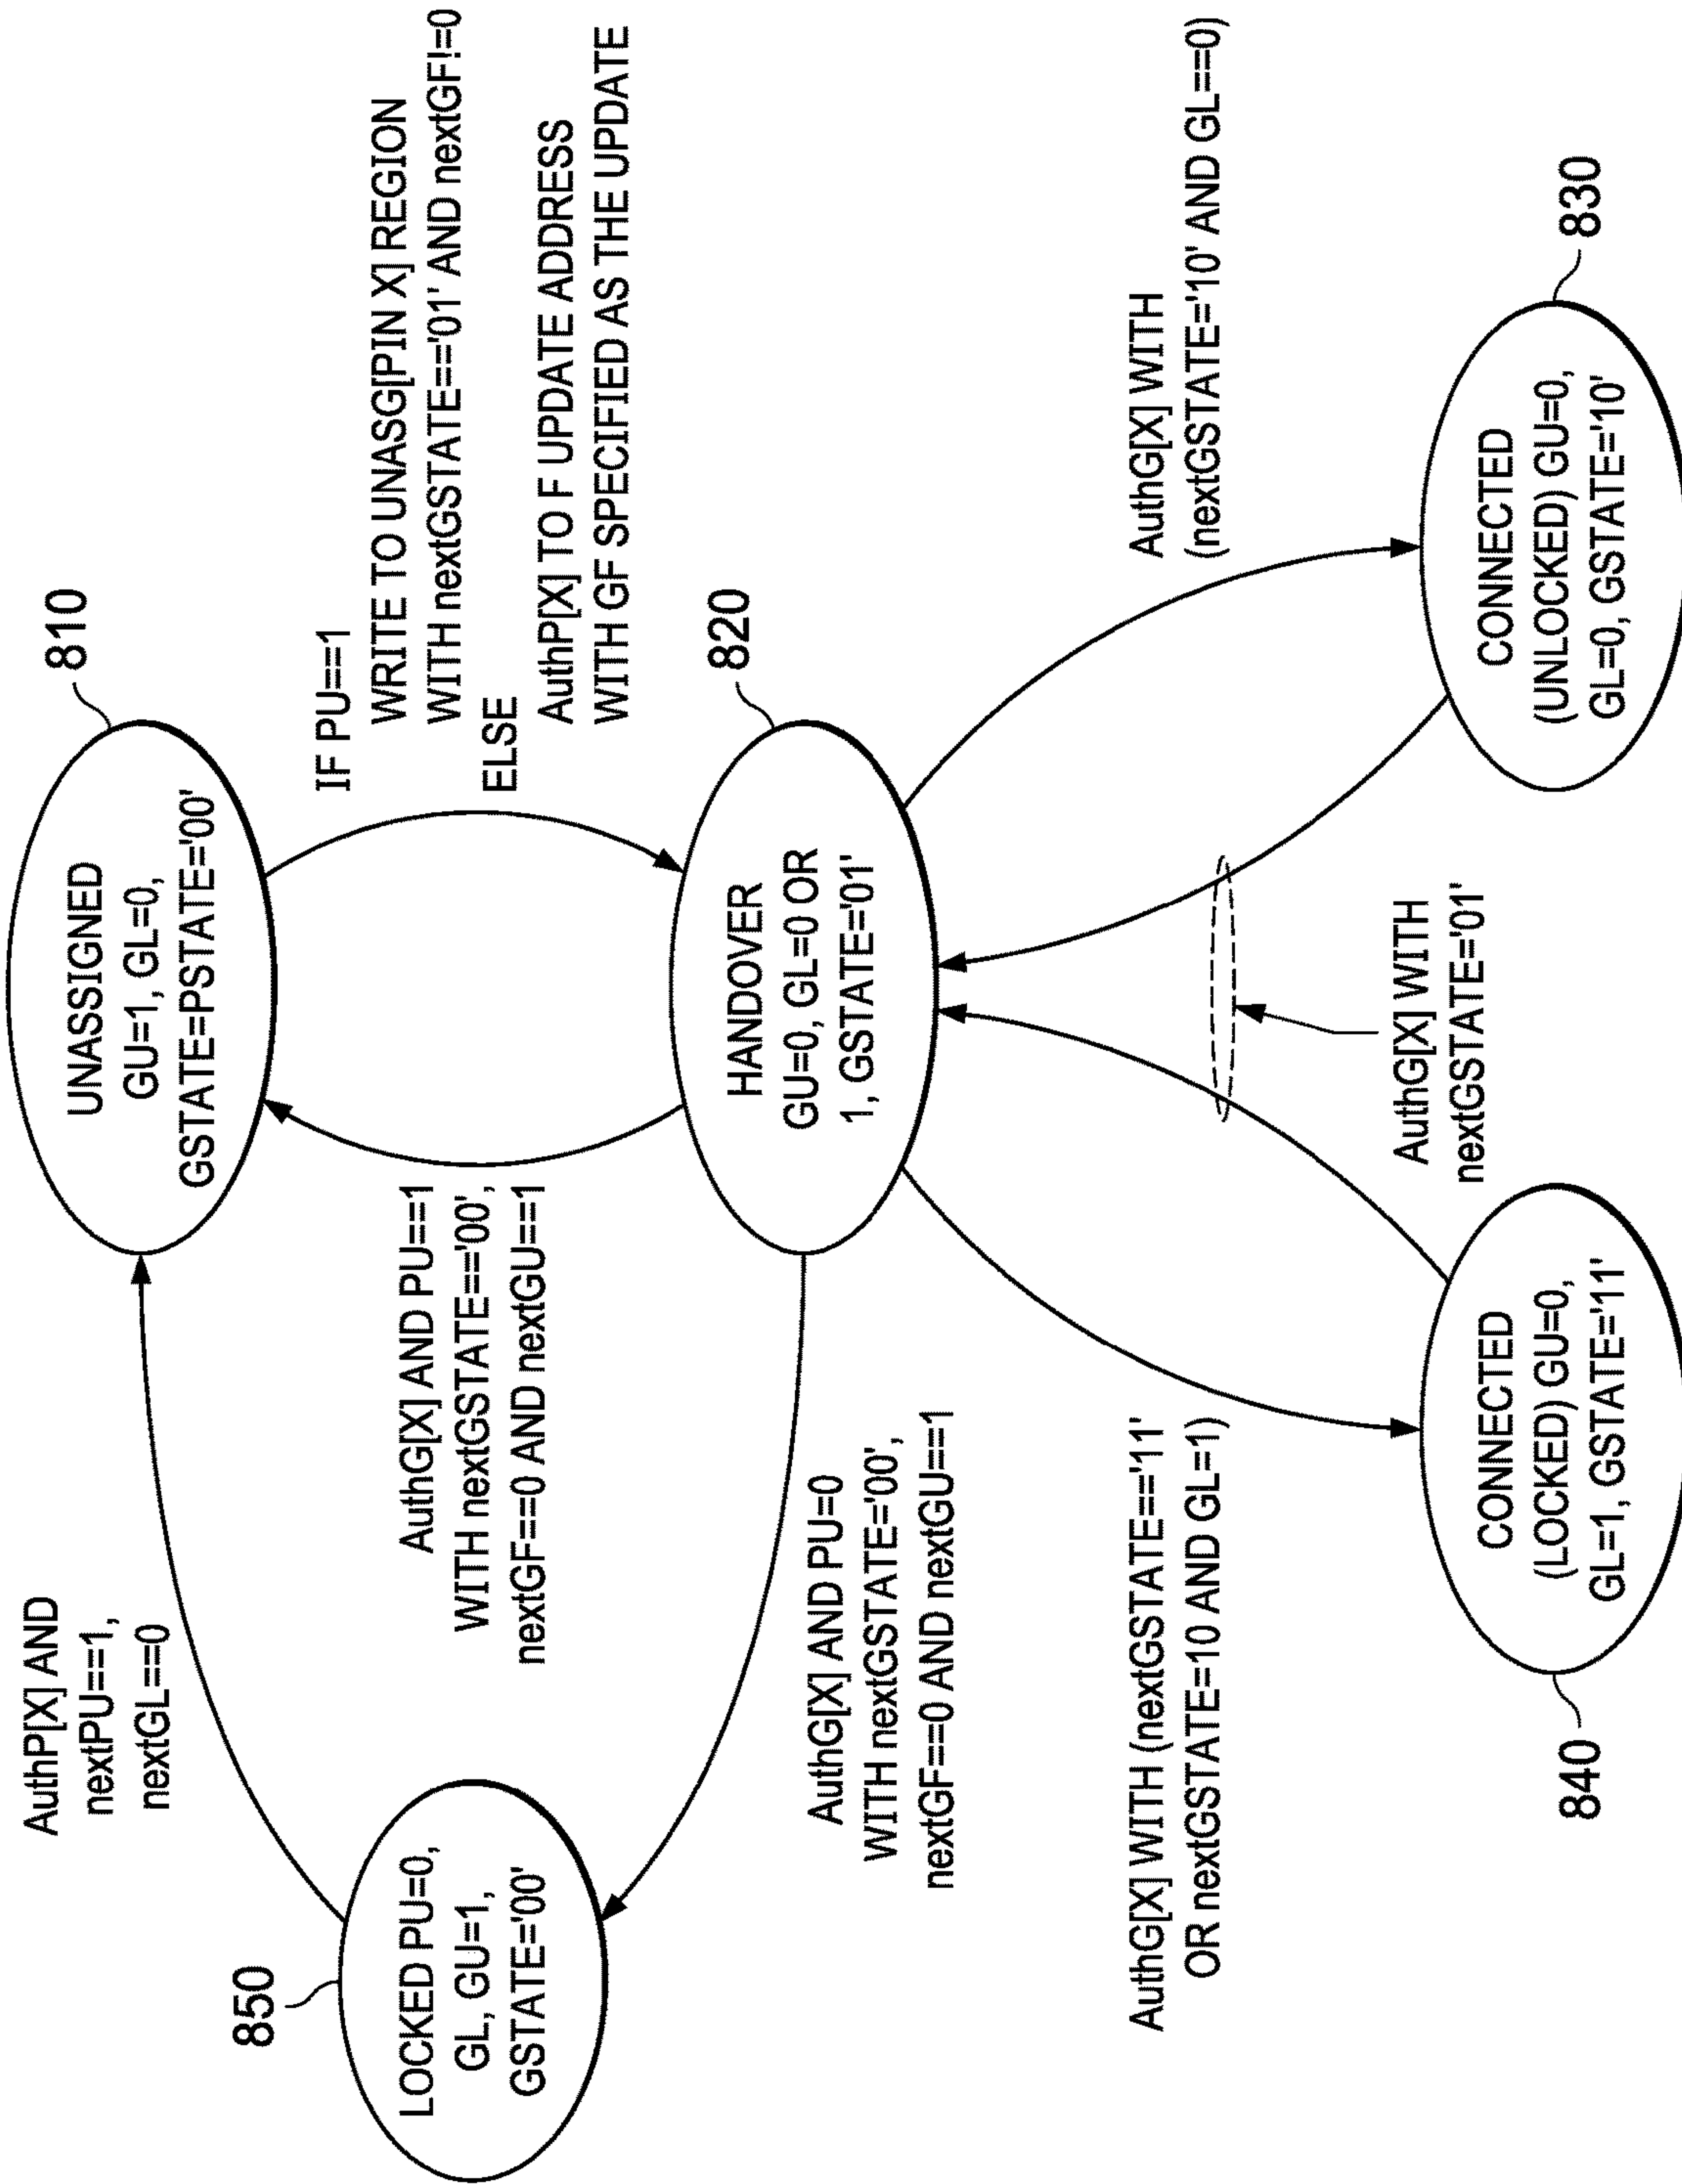 810
UNASSIGNED
GU=1, GL=0,
GSTATE=PSTATE='00'
AuthP[X] AND
nextPU==1,
nextGL==0
850
LOCKED PU=0,
GL, GU=1,
GSTATE='00'
AuthG[X] AND PU==1
WITH nextGSTATE=='00',
nextGF==0 AND nextGU==1
IF PU==1
WRITE TO UNASG[PIN X] REGION
WITH nextGSTATE=='01' AND nextGF!=0
ELSE
AuthP[X] TO F UPDATE ADDRESS
WITH GF SPECIFIED AS THE UPDATE
820
HANDOVER
GU=0, GL=0 OR
1, GSTATE='01'
AuthG[X] AND PU=0
WITH nextGSTATE='00',
nextGF==0 AND nextGU==1
AuthG[X] WITH (nextGSTATE=='11'
OR nextGSTATE=10 AND GL=1)
AuthG[X] WITH
(nextGSTATE='10' AND GL==0)
AuthG[X] WITH
nextGSTATE='01'
840
CONNECTED
(LOCKED) GU=0,
GL=1, GSTATE='11'
830
CONNECTED
(UNLOCKED) GU=0,
GL=0, GSTATE='10'